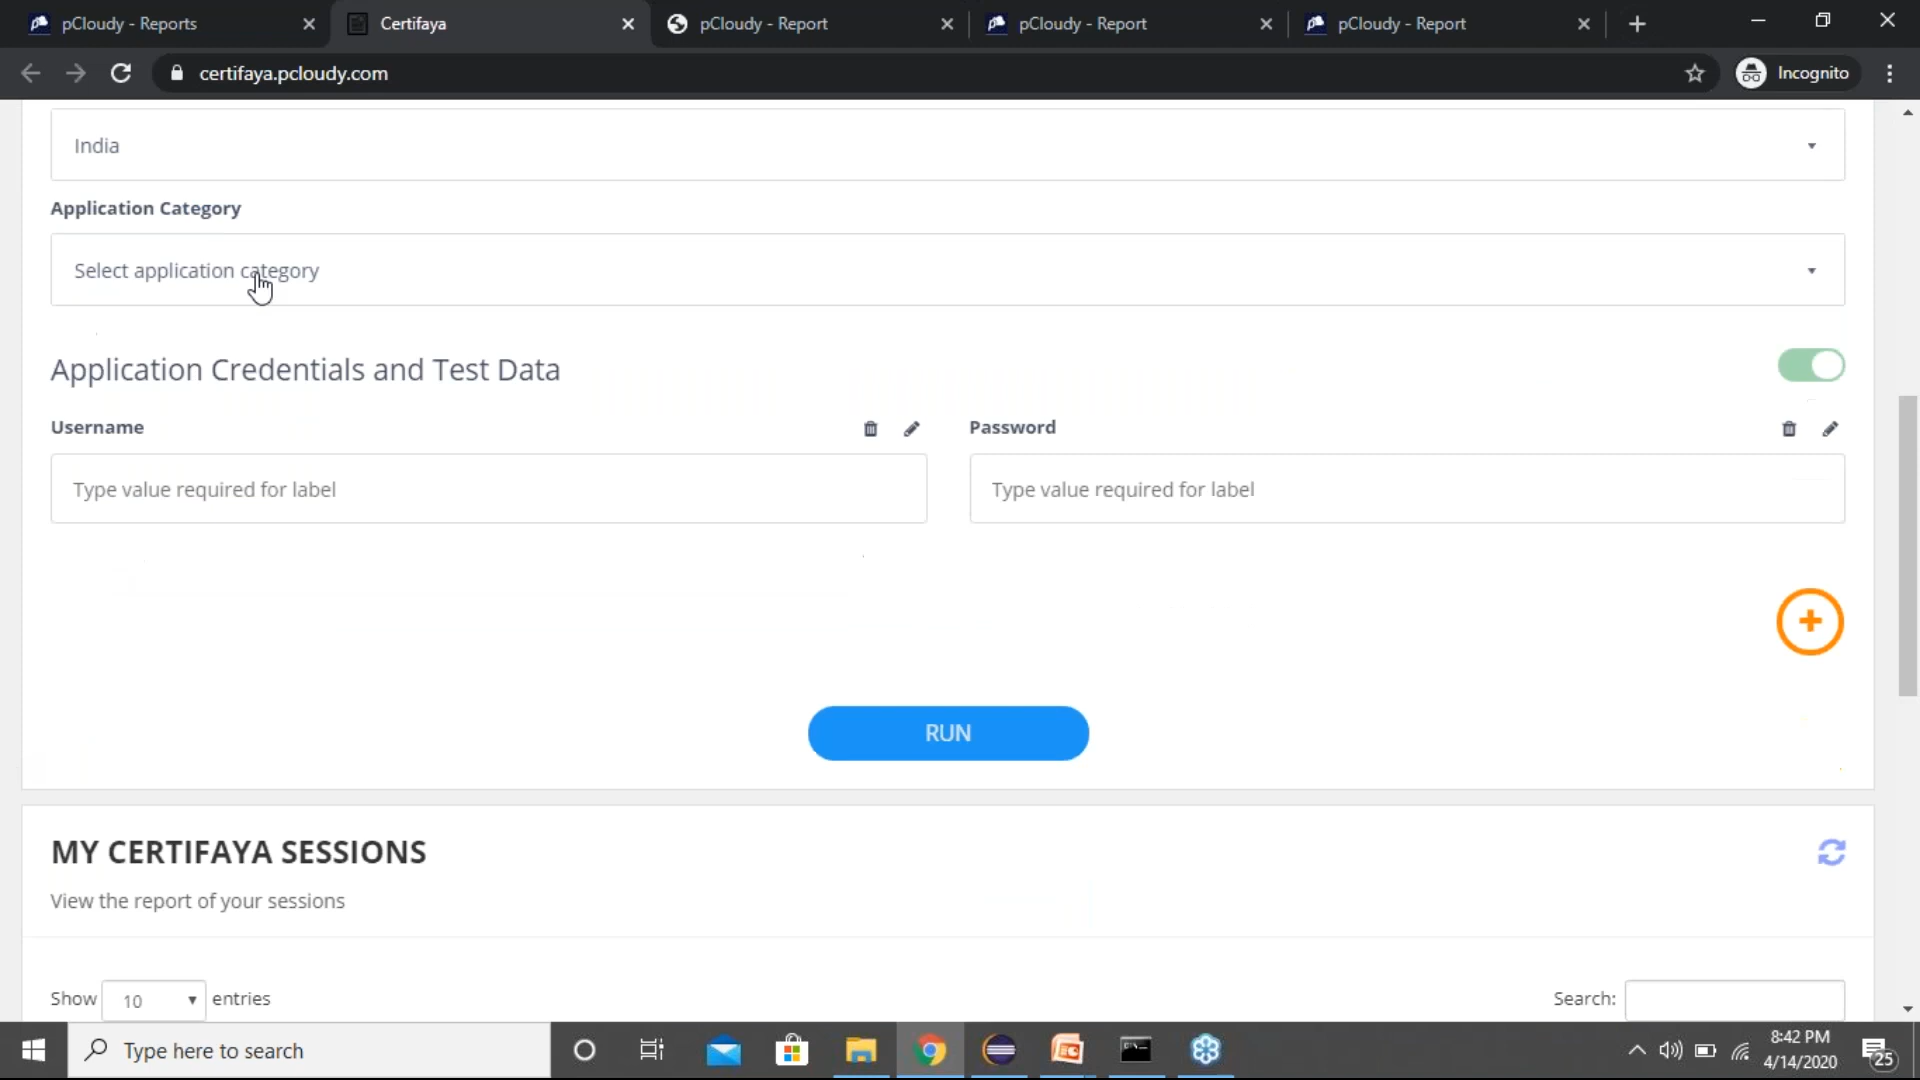 pCloudy - Reports
Certifaya
pCloudy - Report
pCloudy - Report
pCloudy - Report
certifaya.pcloudy.com
Incognito
India
Application Category
Select application category
Application Credentials and Test Data
Username
Password
Type value required for label
Type value required for label
RUN
MY CERTIFAYA SESSIONS
View the report of your sessions
Show 10 entries
Search:
Type here to search
8:42 PM
4/14/2020
25